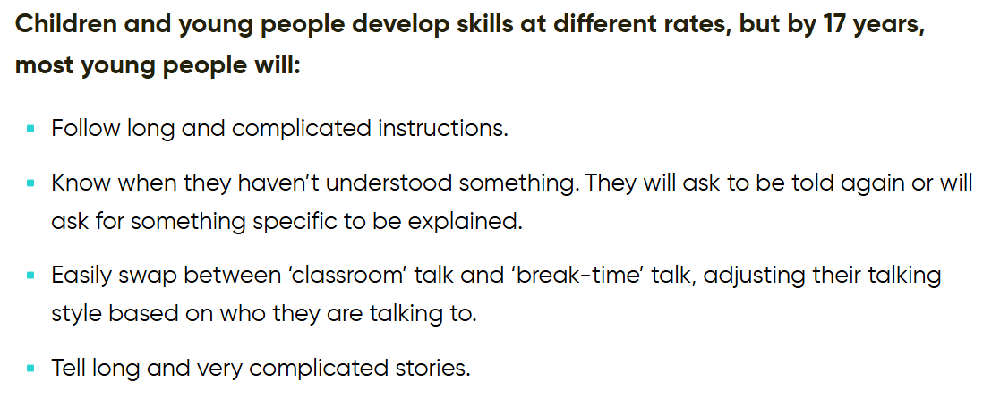 Children and young people develop skills at different rates, but by 17 years,
most young people will:
Follow long and complicated instructions.
Know when they haven’t understood something. They will ask to be told again or will
ask for something specific to be explained.
Easily swap between ‘classroom’ talk and ‘break-time’ talk, adjusting their talking
style based on who they are talking to.
Tell long and very complicated stories.